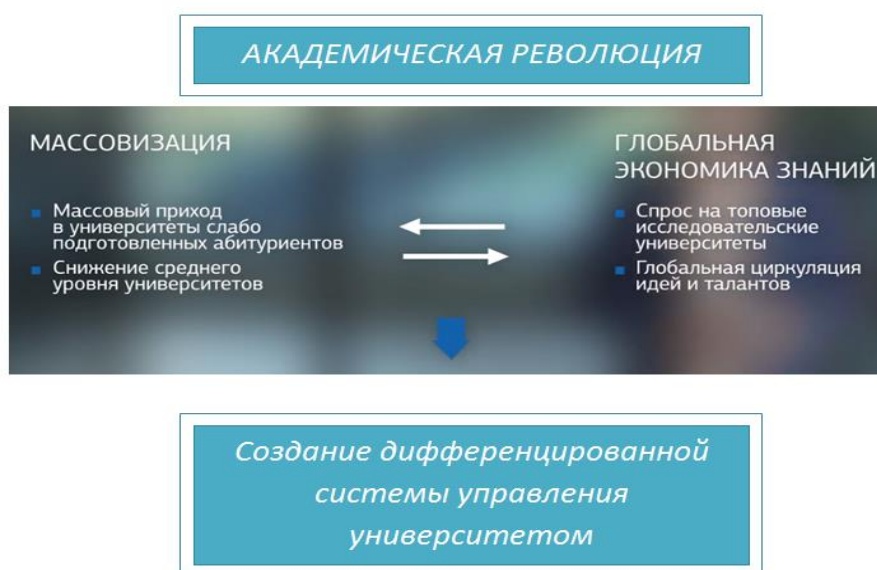 АКАДЕМИЧЕСКАЯ РЕВОЛЮЦИЯ
МАССОВИЗАЦИЯ
Массовый приход
в университеты слабо
подготовленных абитуриентов
Снижение среднего
уровня университетов
ГЛОБАЛЬНАЯ
ЭКОНОМИКА ЗНАНИЙ
Спрос на топовые
исследовательские
университеты
Глобальная циркуляция
идей и талантов
Создание дифференцированной
системы управления
университетом